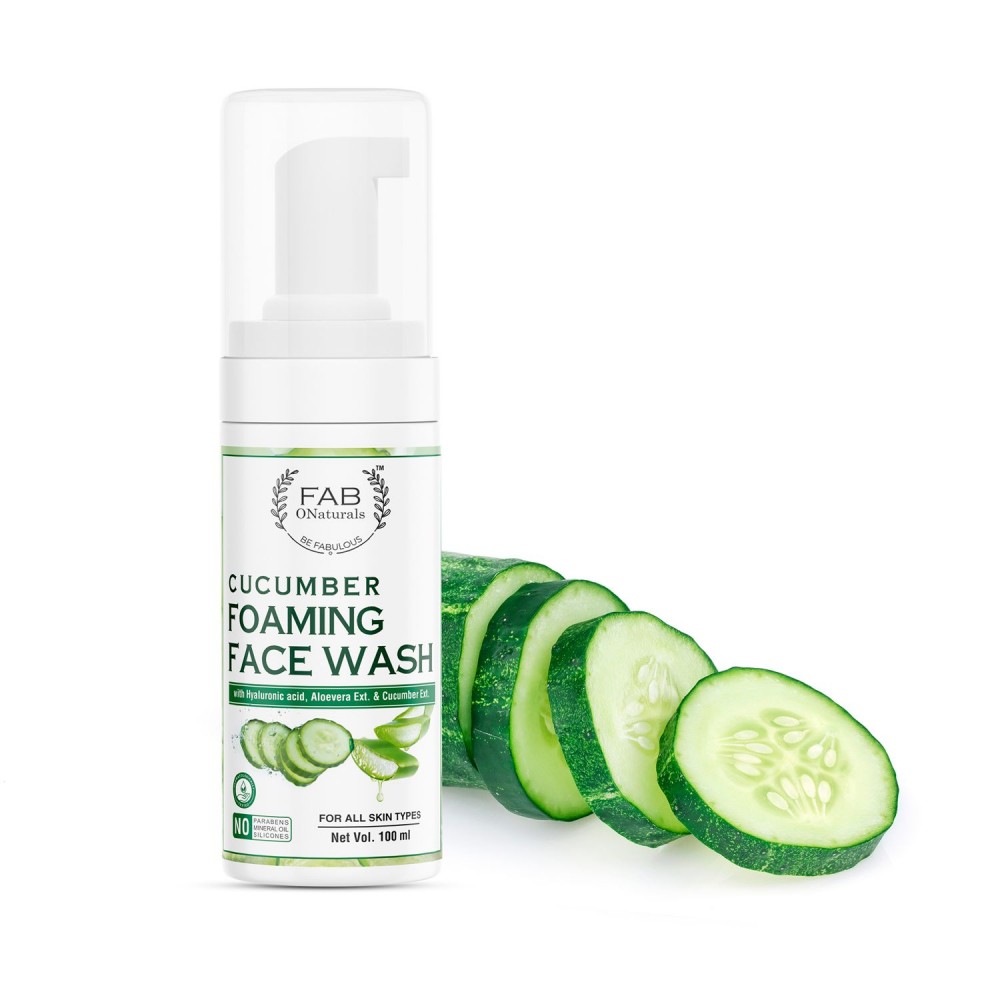 FAB
TM
ONaturals
BE FABULOUS
CUCUMBER
FOAMING
FACE WASH
with Hyaluronic acid, Aloevera Ext. & Cucumber Ext.
NO
PARABENS
MINERAL OIL
SILICONES
FOR ALL SKIN TYPES
Net Vol. 100 ml